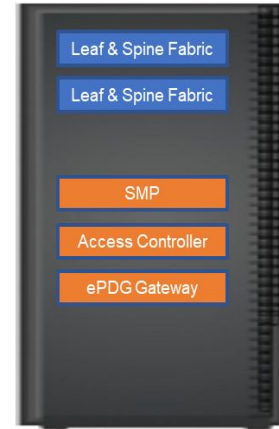 Leaf & Spine Fabric
Leaf & Spine Fabric
SMP
Access Controller
ePDG Gateway